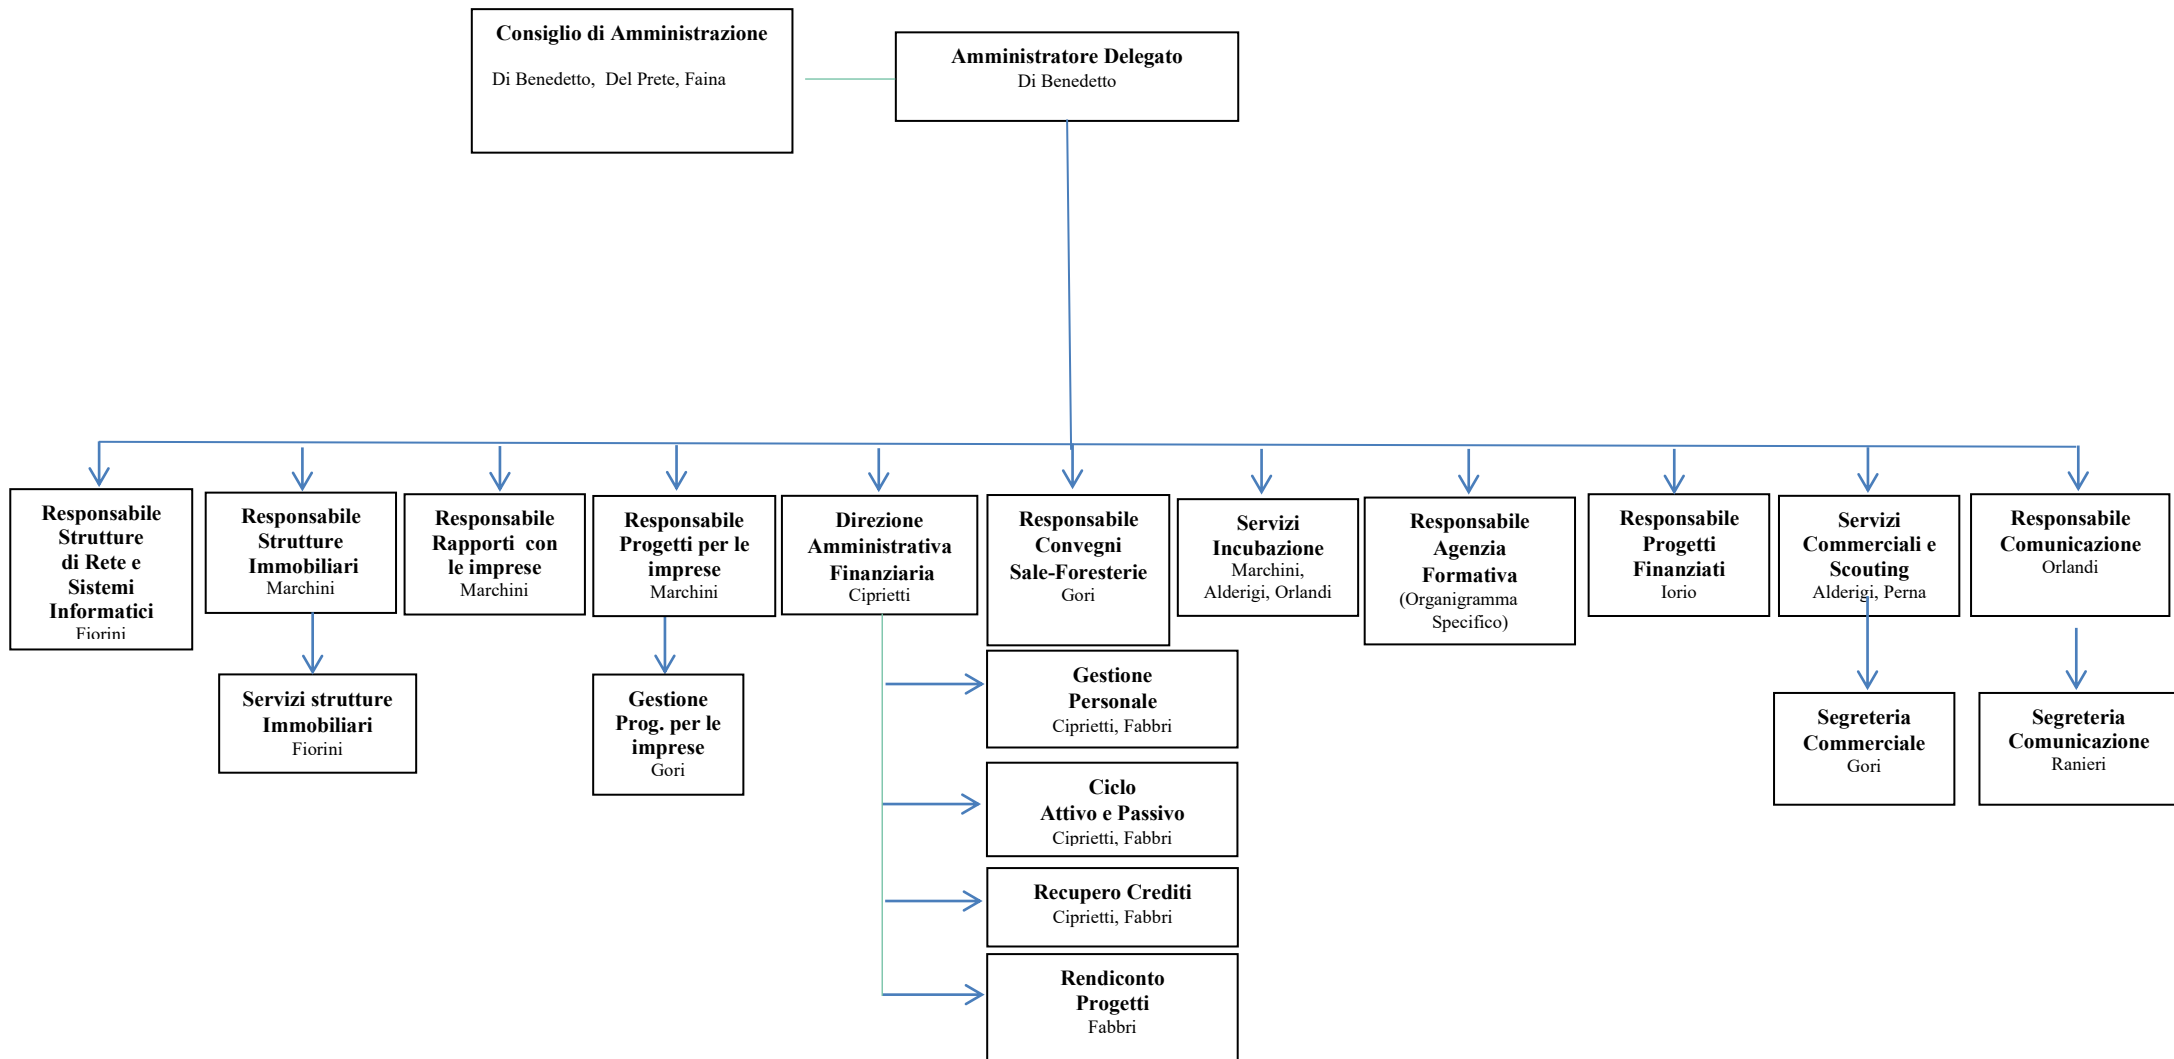 Consiglio di Amministrazione
Di Benedetto, Del Prete, Faina
Amministratore Delegato
Di Benedetto
Responsabile
Strutture
di Rete e
Sistemi
Informatici
Fiorini
Responsabile
Strutture
Immobiliari
Marchini
Responsabile
Rapporti con
le imprese
Marchini
Responsabile
Progetti per le
imprese
Marchini
Direzione
Amministrativa
Finanziaria
Ciprietti
Responsabile
Convegni
Sale-Foresterie
Gori
Servizi
Incubazione
Marchini,
Alderigi, Orlandi
Responsabile
Agenzia
Formativa
(Organigramma
Specifico)
Responsabile
Progetti
Finanziati
Iorio
Servizi
Commerciali e
Scouting
Alderigi, Perna
Responsabile
Comunicazione
Orlandi
Servizi strutture
Immobiliari
Fiorini
Gestione
Prog. per le
imprese
Gori
Gestione
Personale
Ciprietti, Fabbri
Ciclo
Attivo e Passivo
Ciprietti, Fabbri
Recupero Crediti
Ciprietti, Fabbri
Rendiconto
Progetti
Fabbri
Segreteria
Commerciale
Gori
Segreteria
Comunicazione
Ranieri